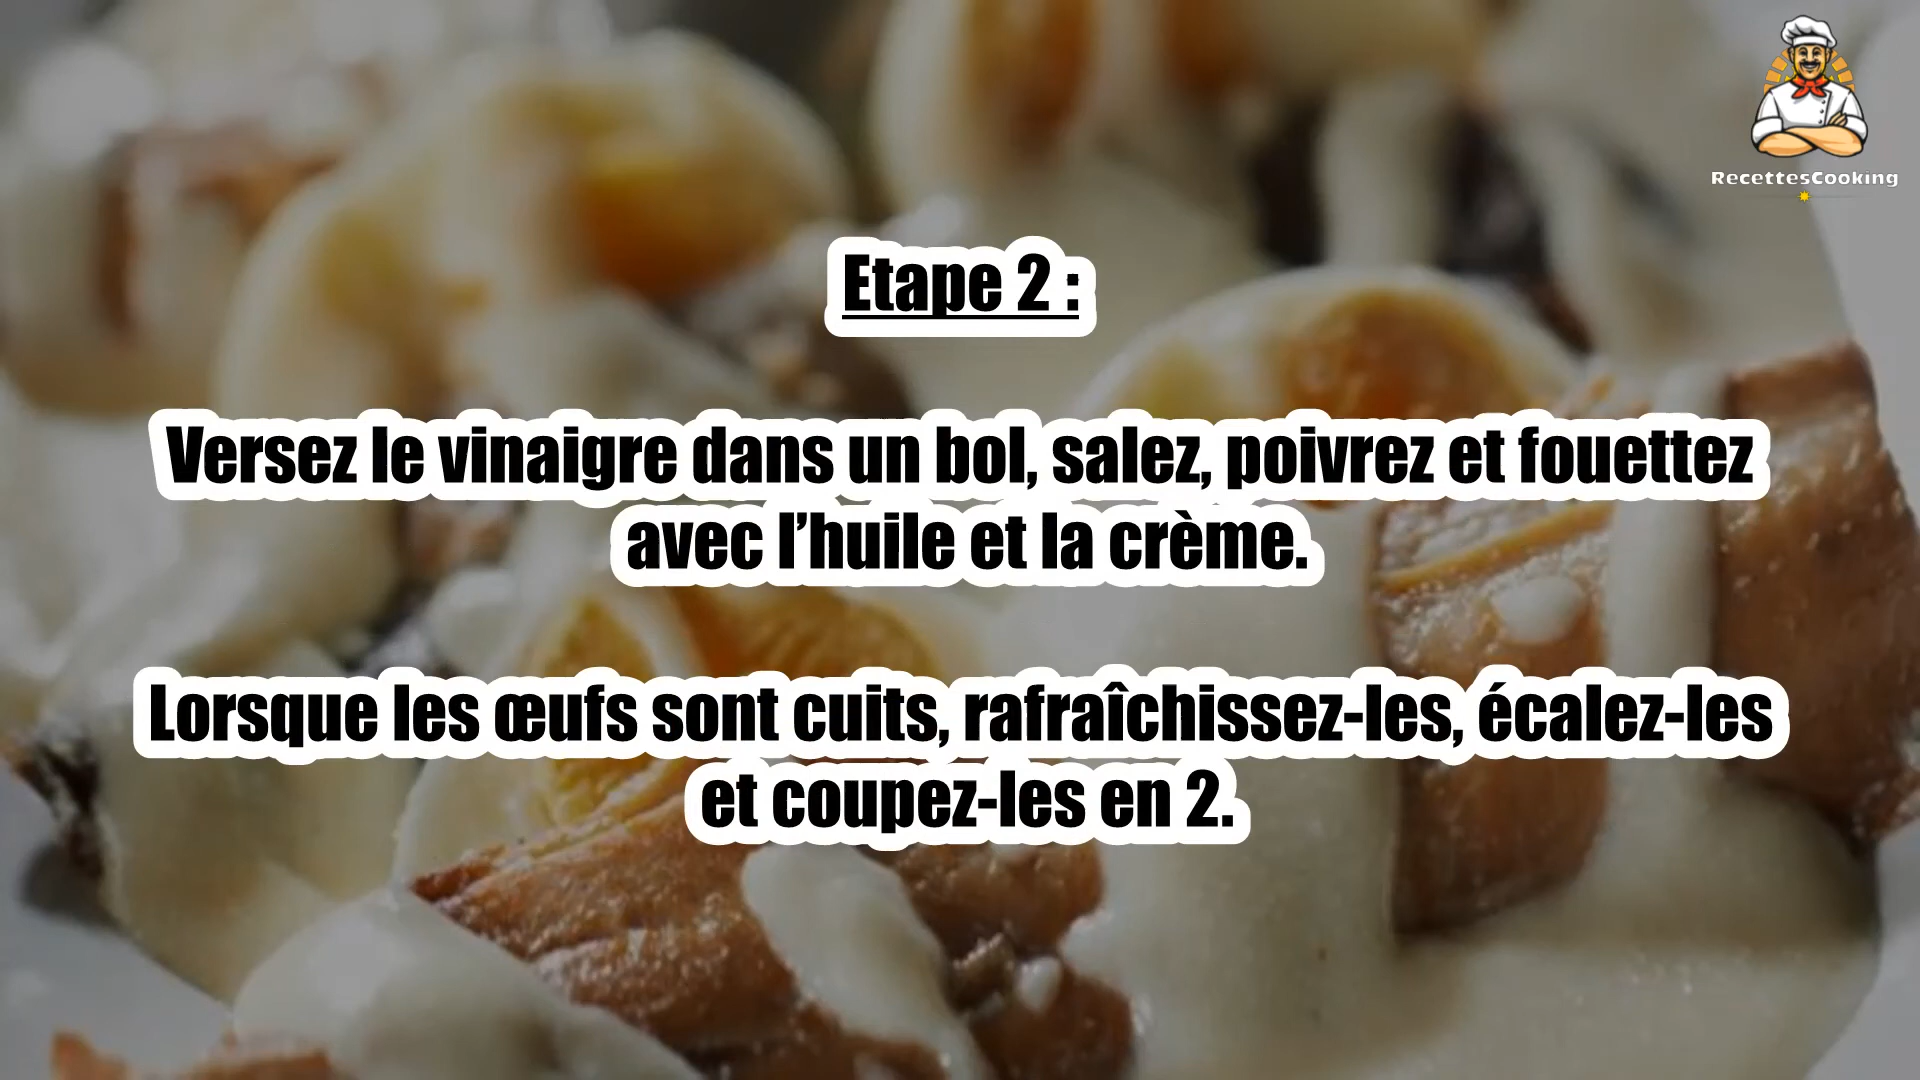 RecettesCooking
Etape 2 :
Versez le vinaigre dans un bol, salez, poivrez et fouettez
avec l’huile et la crème.
Lorsque les œufs sont cuits, rafraîchissez-les, écalez-les
et coupez-les en 2.